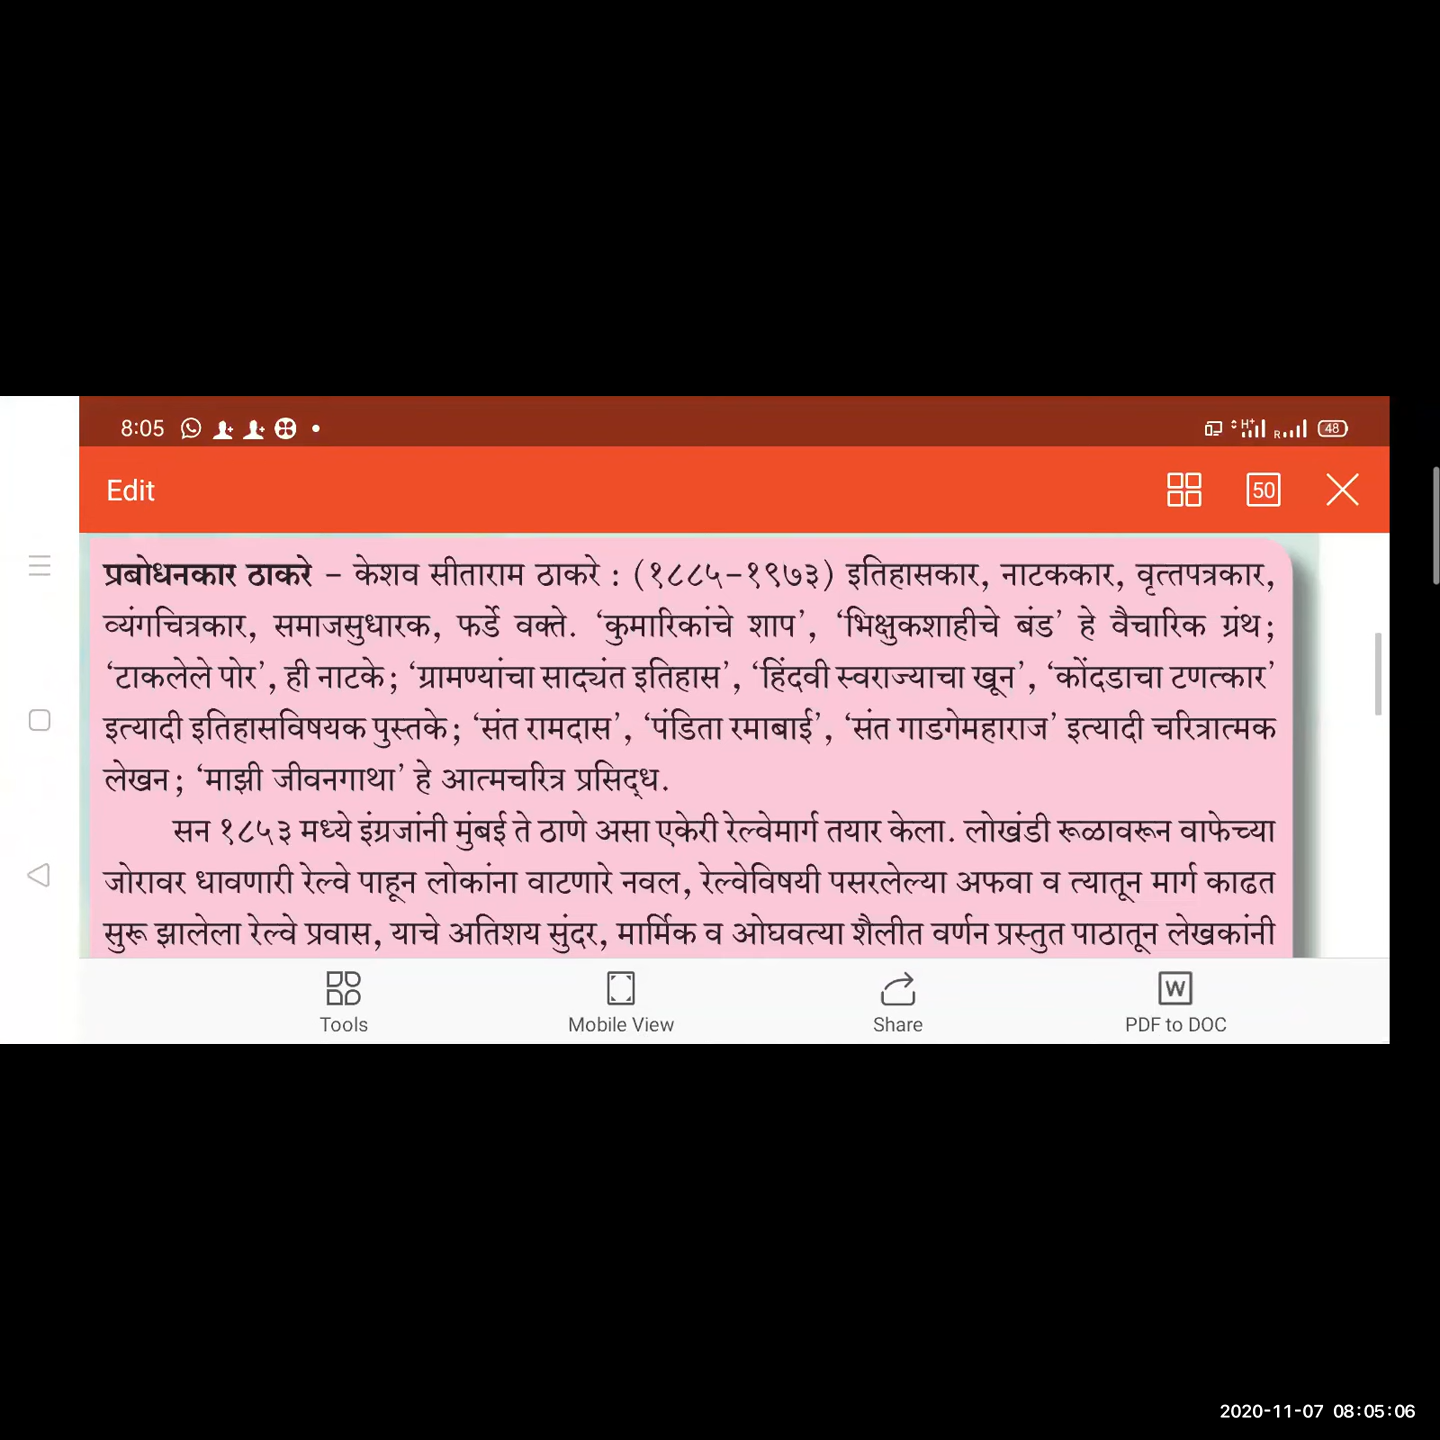 8:05
H+ R 48
Edit
50
प्रबोधनकार ठाकरे – केशव सीताराम ठाकरे : (१८८५–१९७३) इतिहासकार, नाटककार, वृत्तपत्रकार,
व्यंगचित्रकार, समाजसुधारक, फर्डे वक्ते. ‘कुमारिकांचे शाप’, ‘भिक्षुकशाहीचे बंड’ हे वैचारिक ग्रंथ;
‘टाकलेले पोर’, ही नाटके; ‘ग्रामण्यांचा साद्यंत इतिहास’, ‘हिंदवी स्वराज्याचा खून’, ‘कोंदडाचा टणत्कार’
इत्यादी इतिहासविषयक पुस्तके; ‘संत रामदास’, ‘पंडिता रमाबाई’, ‘संत गाडगेमहाराज’ इत्यादी चरित्रात्मक
लेखन; ‘माझी जीवनगाथा’ हे आत्मचरित्र प्रसिद्ध.
सन १८५३ मध्ये इंग्रजांनी मुंबई ते ठाणे असा एकेरी रेल्वेमार्ग तयार केला. लोखंडी रूळावरून वाफेच्या
जोरावर धावणारी रेल्वे पाहून लोकांना वाटणारे नवल, रेल्वेविषयी पसरलेल्या अफवा व त्यातून मार्ग काढत
सुरू झालेला रेल्वे प्रवास, याचे अतिशय सुंदर, मार्मिक व ओघवत्या शैलीत वर्णन प्रस्तुत पाठातून लेखकांनी
Tools
Mobile View
Share
W
PDF to DOC
2020-11-07 08:05:06